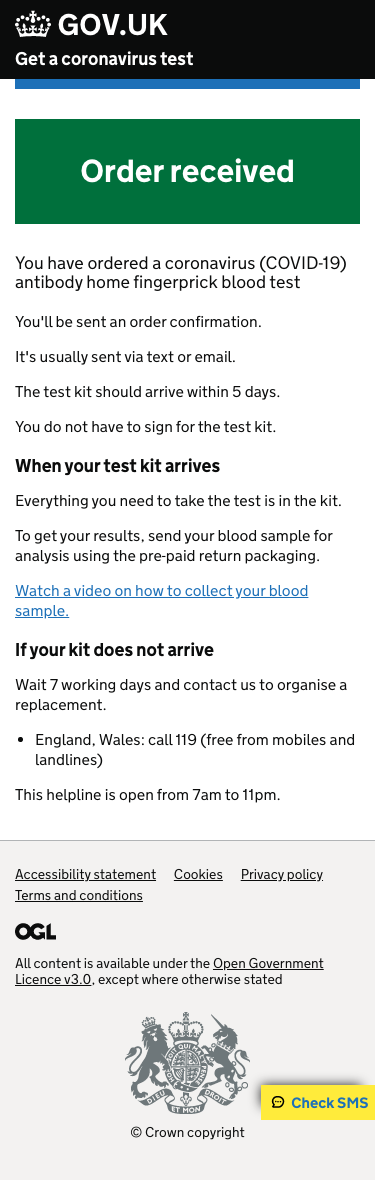 GOV.UK
Get a coronavirus test
Order received
You have ordered a coronavirus (COVID-19)
antibody home fingerprick blood test
You'll be sent an order confirmation.
It's usually sent via text or email.
The test kit should arrive within 5 days.
You do not have to sign for the test kit.
When your test kit arrives
Everything you need to take the test is in the kit.
To get your results, send your blood sample for
analysis using the pre-paid return packaging.
Watch a video on how to collect your blood
sample.
If your kit does not arrive
Wait 7 working days and contact us to organise a
replacement.
• England, Wales: call 119 (free from mobiles and
landlines)
This helpline is open from 7am to 11pm.
Accessibility statement Cookies Privacy policy
Terms and conditions
OGL
All content is available under the Open Government
Licence v3.0, except where otherwise stated
DIEU ET MON DROIT
Check SMS
© Crown copyright